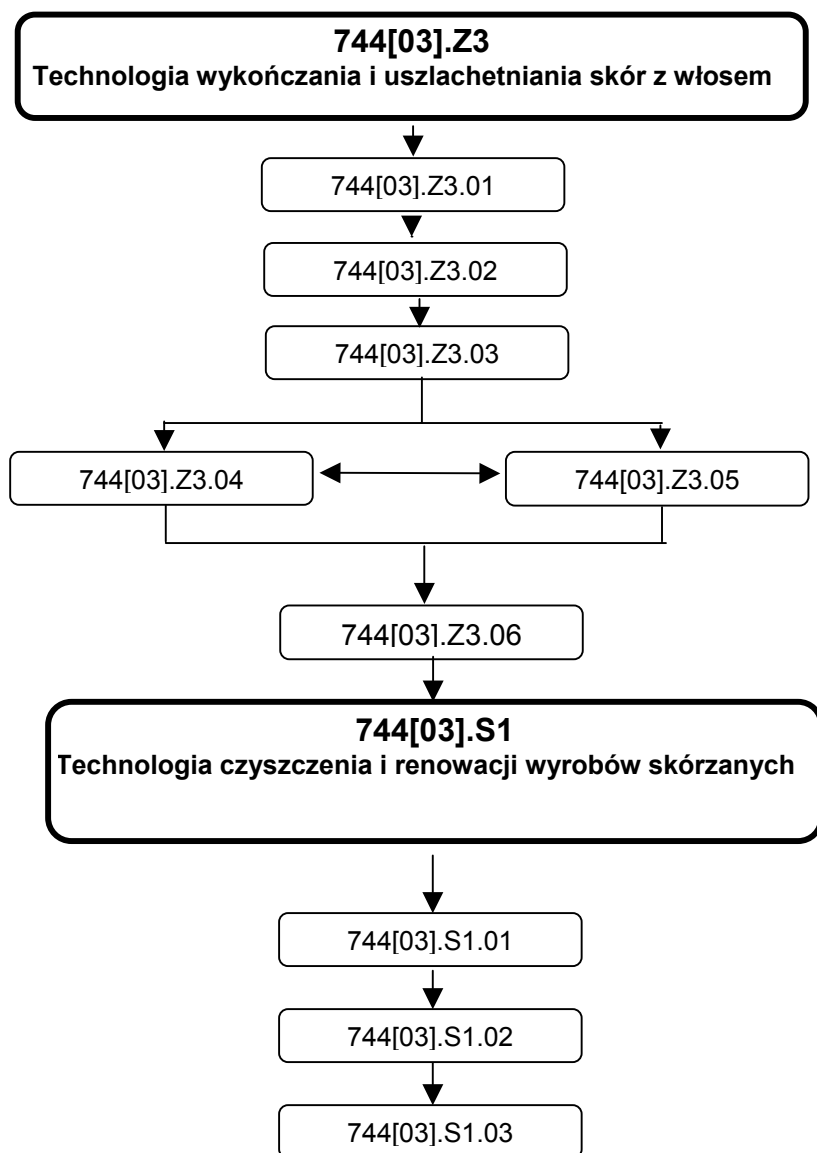 744[03].Z3
Technologia wykończania i uszlachetniania skór z włosem
744[03].Z3.01
744[03].Z3.02
744[03].Z3.03
744[03].Z3.04
744[03].Z3.05
744[03].Z3.06
744[03].S1
Technologia czyszczenia i renowacji wyrobów skórzanych
744[03].S1.01
744[03].S1.02
744[03].S1.03